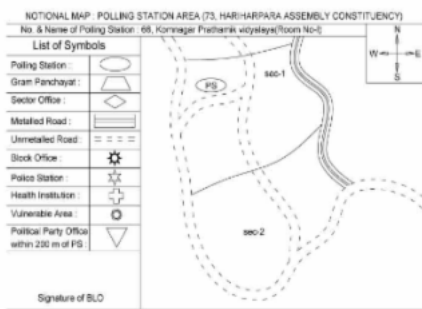 NOTIONAL MAP : POLLING STATION AREA (73, HARIHARPARA ASSEMBLY CONSTITUENCY)
No. & Name of Polling Station : 66, Komnagar Prathamik vidyalaya(Room No-I)
List of Symbols
Polling Station :
Gram Panchayat :
Sector Office :
Metalled Road :
Unmetalled Road :
Block Office :
Police Station :
Health Institution :
Vulnerable Area :
Political Party Office
within 200 m of PS :
Signature of BLO
N
W
E
S
sec-1
PS
sec-2